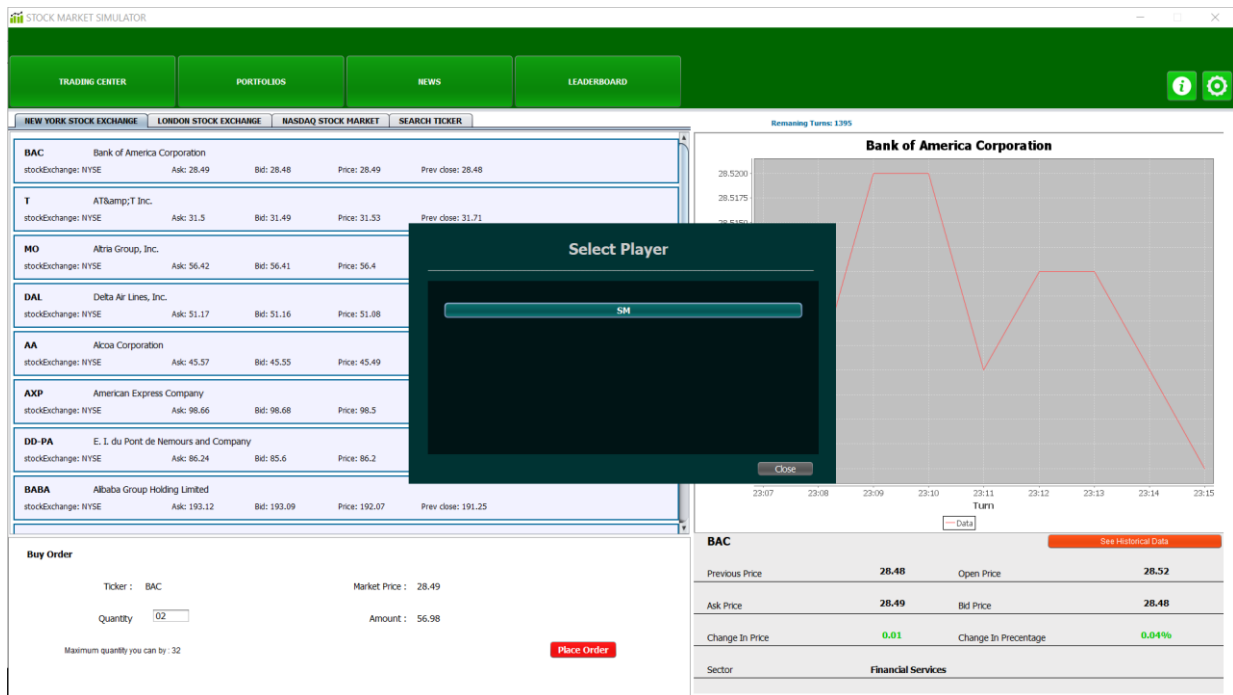 STOCK MARKET SIMULATOR
TRADING CENTER PORTFOLIOS NEWS LEADERBOARD
NEW YORK STOCK EXCHANGE LONDON STOCK EXCHANGE NASDAQ STOCK MARKET SEARCH TICKER
Remaning Turns: 1395
BAC Bank of America Corporation
stockExchange: NYSE Ask: 28.49 Bid: 28.48 Price: 28.49 Prev close: 28.48
T AT&amp;T Inc.
stockExchange: NYSE Ask: 31.5 Bid: 31.49 Price: 31.53 Prev close: 31.71
MO Altria Group, Inc.
stockExchange: NYSE Ask: 56.42 Bid: 56.41 Price: 56.4
DAL Delta Air Lines, Inc.
stockExchange: NYSE Ask: 51.17 Bid: 51.16 Price: 51.08
AA Alcoa Corporation
stockExchange: NYSE Ask: 45.57 Bid: 45.55 Price: 45.49
AXP American Express Company
stockExchange: NYSE Ask: 98.66 Bid: 98.68 Price: 98.5
DD-PA E. I. du Pont de Nemours and Company
stockExchange: NYSE Ask: 86.24 Bid: 85.6 Price: 86.2
BABA Alibaba Group Holding Limited
stockExchange: NYSE Ask: 193.12 Bid: 193.09 Price: 192.07 Prev close: 191.25
Select Player
SM
Close
Bank of America Corporation
28.5200
28.5175
28.5150
23:07 23:08 23:09 23:10 23:11 23:12 23:13 23:14 23:15
Turn
Data
Buy Order
Ticker : BAC Market Price : 28.49
Quantity 02 Amount : 56.98
Maximum quantity you can by : 32
Place Order
BAC See Historical Data
Previous Price 28.48 Open Price 28.52
Ask Price 28.49 Bid Price 28.48
Change In Price 0.01 Change In Precentage 0.04%
Sector Financial Services